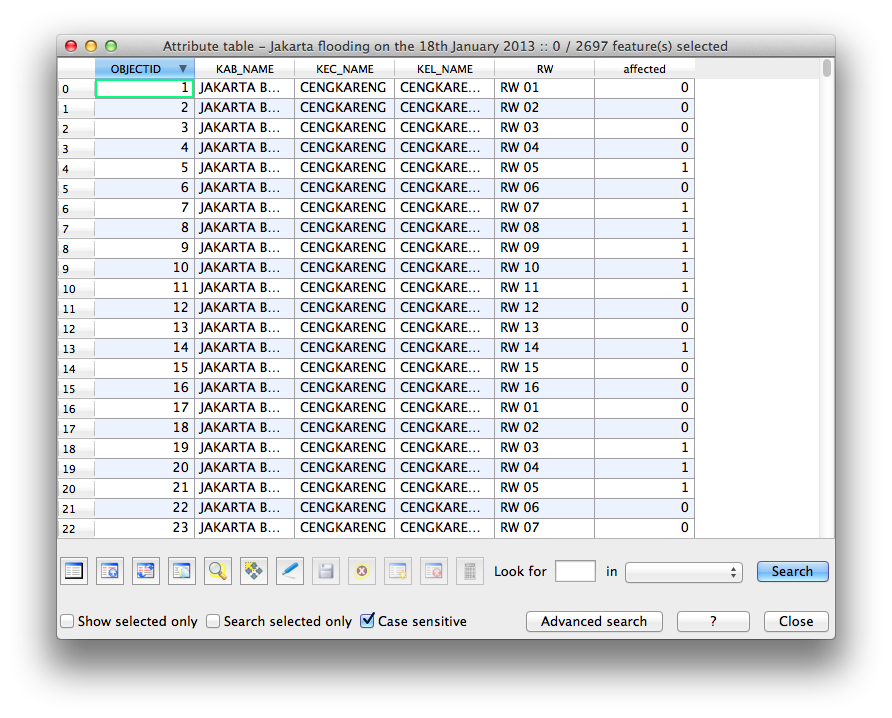 Attribute table – Jakarta flooding on the 18th January 2013 :: 0 / 2697 feature(s) selected
OBJECTID KAB_NAME KEC_NAME KEL_NAME RW affected
0 1 JAKARTA B... CENGKARENG CENGKARE... RW 01 0
1 2 JAKARTA B... CENGKARENG CENGKARE... RW 02 0
2 3 JAKARTA B... CENGKARENG CENGKARE... RW 03 0
3 4 JAKARTA B... CENGKARENG CENGKARE... RW 04 0
4 5 JAKARTA B... CENGKARENG CENGKARE... RW 05 1
5 6 JAKARTA B... CENGKARENG CENGKARE... RW 06 0
6 7 JAKARTA B... CENGKARENG CENGKARE... RW 07 1
7 8 JAKARTA B... CENGKARENG CENGKARE... RW 08 1
8 9 JAKARTA B... CENGKARENG CENGKARE... RW 09 1
9 10 JAKARTA B... CENGKARENG CENGKARE... RW 10 1
10 11 JAKARTA B... CENGKARENG CENGKARE... RW 11 1
11 12 JAKARTA B... CENGKARENG CENGKARE... RW 12 0
12 13 JAKARTA B... CENGKARENG CENGKARE... RW 13 0
13 14 JAKARTA B... CENGKARENG CENGKARE... RW 14 1
14 15 JAKARTA B... CENGKARENG CENGKARE... RW 15 0
15 16 JAKARTA B... CENGKARENG CENGKARE... RW 16 0
16 17 JAKARTA B... CENGKARENG CENGKARE... RW 01 0
17 18 JAKARTA B... CENGKARENG CENGKARE... RW 02 0
18 19 JAKARTA B... CENGKARENG CENGKARE... RW 03 1
19 20 JAKARTA B... CENGKARENG CENGKARE... RW 04 1
20 21 JAKARTA B... CENGKARENG CENGKARE... RW 05 1
21 22 JAKARTA B... CENGKARENG CENGKARE... RW 06 0
22 23 JAKARTA B... CENGKARENG CENGKARE... RW 07 0
Look for in Search
Show selected only Search selected only Case sensitive Advanced search ? Close